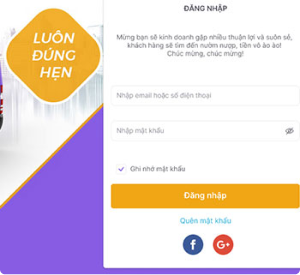 LUÔN
ĐÚNG
HẸN
ĐĂNG NHẬP
Mừng bạn sẽ kinh doanh gặp nhiều thuận lợi và suôn sẻ,
khách hàng sẽ tìm đến nườm nượp, tiền vô ào ào!
Chúc mừng, chúc mừng!
Nhập email hoặc số điện thoại
Nhập mật khẩu
Ghi nhớ mật khẩu
Đăng nhập
Quên mật khẩu
f
G+